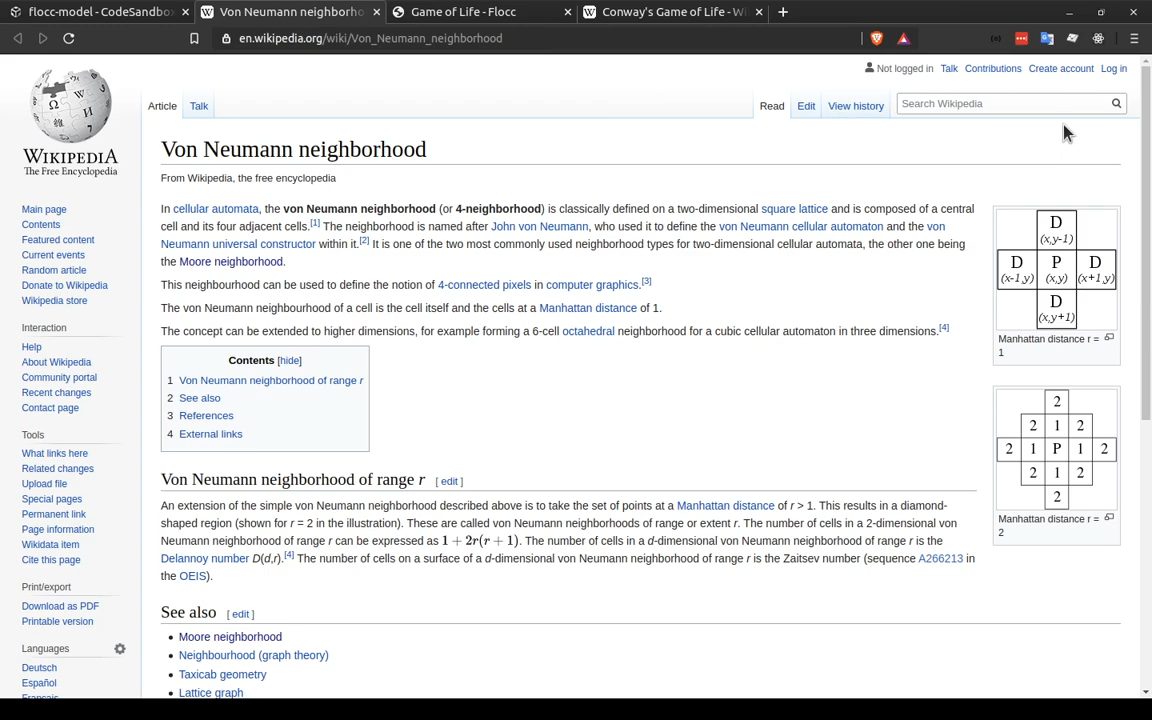 flocc-model - CodeSandbox
Von Neumann neighborho
Game of Life - Flocc
Conway's Game of Life - Wi
en.wikipedia.org/wiki/Von_Neumann_neighborhood
Not logged in Talk Contributions Create account Log in
Article Talk Read Edit View history Search Wikipedia
WIKIPEDIA
The Free Encyclopedia
Main page
Contents
Featured content
Current events
Random article
Donate to Wikipedia
Wikipedia store
Interaction
Help
About Wikipedia
Community portal
Recent changes
Contact page
Tools
What links here
Related changes
Upload file
Special pages
Permanent link
Page information
Wikidata item
Cite this page
Print/export
Download as PDF
Printable version
Languages
Deutsch
Español
Français
Von Neumann neighborhood
From Wikipedia, the free encyclopedia
In cellular automata, the von Neumann neighborhood (or 4-neighborhood) is classically defined on a two-dimensional square lattice and is composed of a central
cell and its four adjacent cells.[1] The neighborhood is named after John von Neumann, who used it to define the von Neumann cellular automaton and the von
Neumann universal constructor within it.[2] It is one of the two most commonly used neighborhood types for two-dimensional cellular automata, the other one being
the Moore neighborhood.
This neighbourhood can be used to define the notion of 4-connected pixels in computer graphics.[3]
The von Neumann neighbourhood of a cell is the cell itself and the cells at a Manhattan distance of 1.
The concept can be extended to higher dimensions, for example forming a 6-cell octahedral neighborhood for a cubic cellular automaton in three dimensions.[4]
Contents [hide]
1 Von Neumann neighborhood of range r
2 See also
3 References
4 External links
Von Neumann neighborhood of range r [ edit ]
An extension of the simple von Neumann neighborhood described above is to take the set of points at a Manhattan distance of r > 1. This results in a diamond-
shaped region (shown for r = 2 in the illustration). These are called von Neumann neighborhoods of range or extent r. The number of cells in a 2-dimensional von
Neumann neighborhood of range r can be expressed as 1 + 2r(r + 1). The number of cells in a d-dimensional von Neumann neighborhood of range r is the
Delannoy number D(d,r).[4] The number of cells on a surface of a d-dimensional von Neumann neighborhood of range r is the Zaitsev number (sequence A266213 in
the OEIS).
See also [ edit ]
Moore neighborhood
Neighbourhood (graph theory)
Taxicab geometry
Lattice graph
D
(x,y-1)
D P D
(x-1,y) (x,y) (x+1,y)
D
(x,y+1)
Manhattan distance r =
1
2
2 1 2
2 1 P 1 2
2 1 2
2
Manhattan distance r =
2